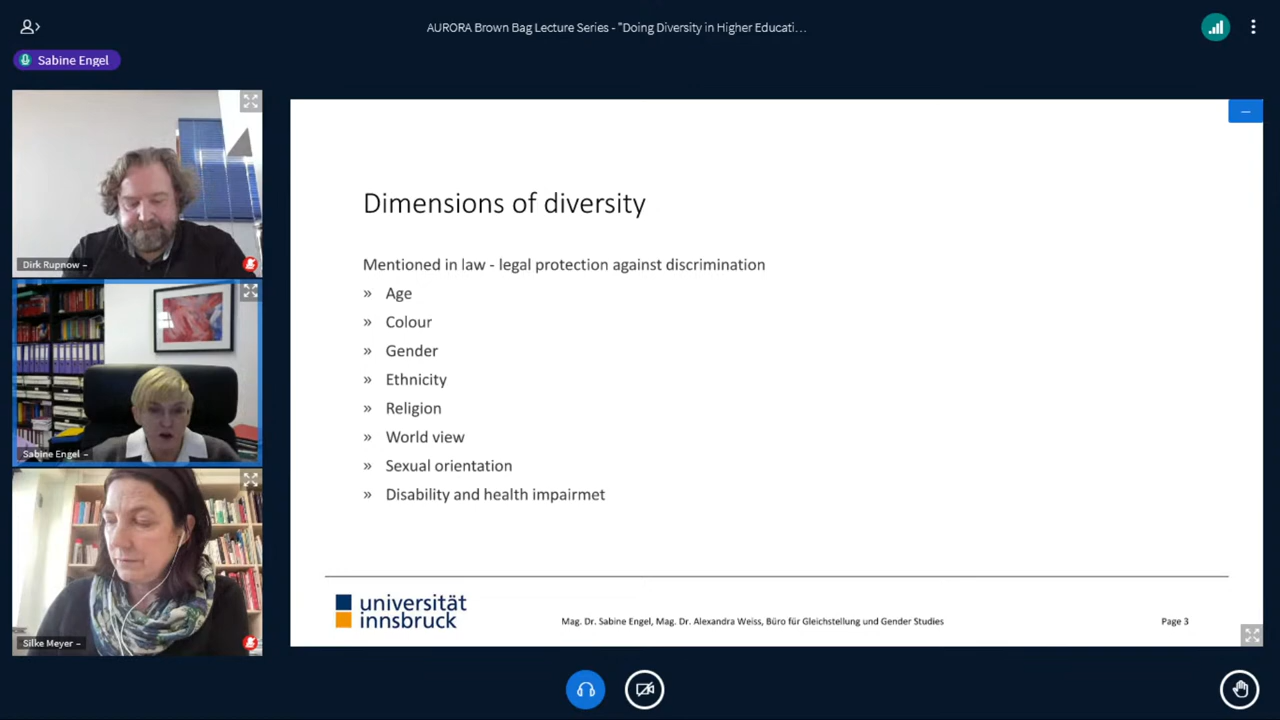 AURORA Brown Bag Lecture Series - "Doing Diversity in Higher Educati…
Sabine Engel
Dirk Rupnow –
Sabine Engel –
Silke Meyer –
Dimensions of diversity
Mentioned in law - legal protection against discrimination
» Age
» Colour
» Gender
» Ethnicity
» Religion
» World view
» Sexual orientation
» Disability and health impairmet
universität
innsbruck
Mag. Dr. Sabine Engel, Mag. Dr. Alexandra Weiss, Büro für Gleichstellung und Gender Studies
Page 3